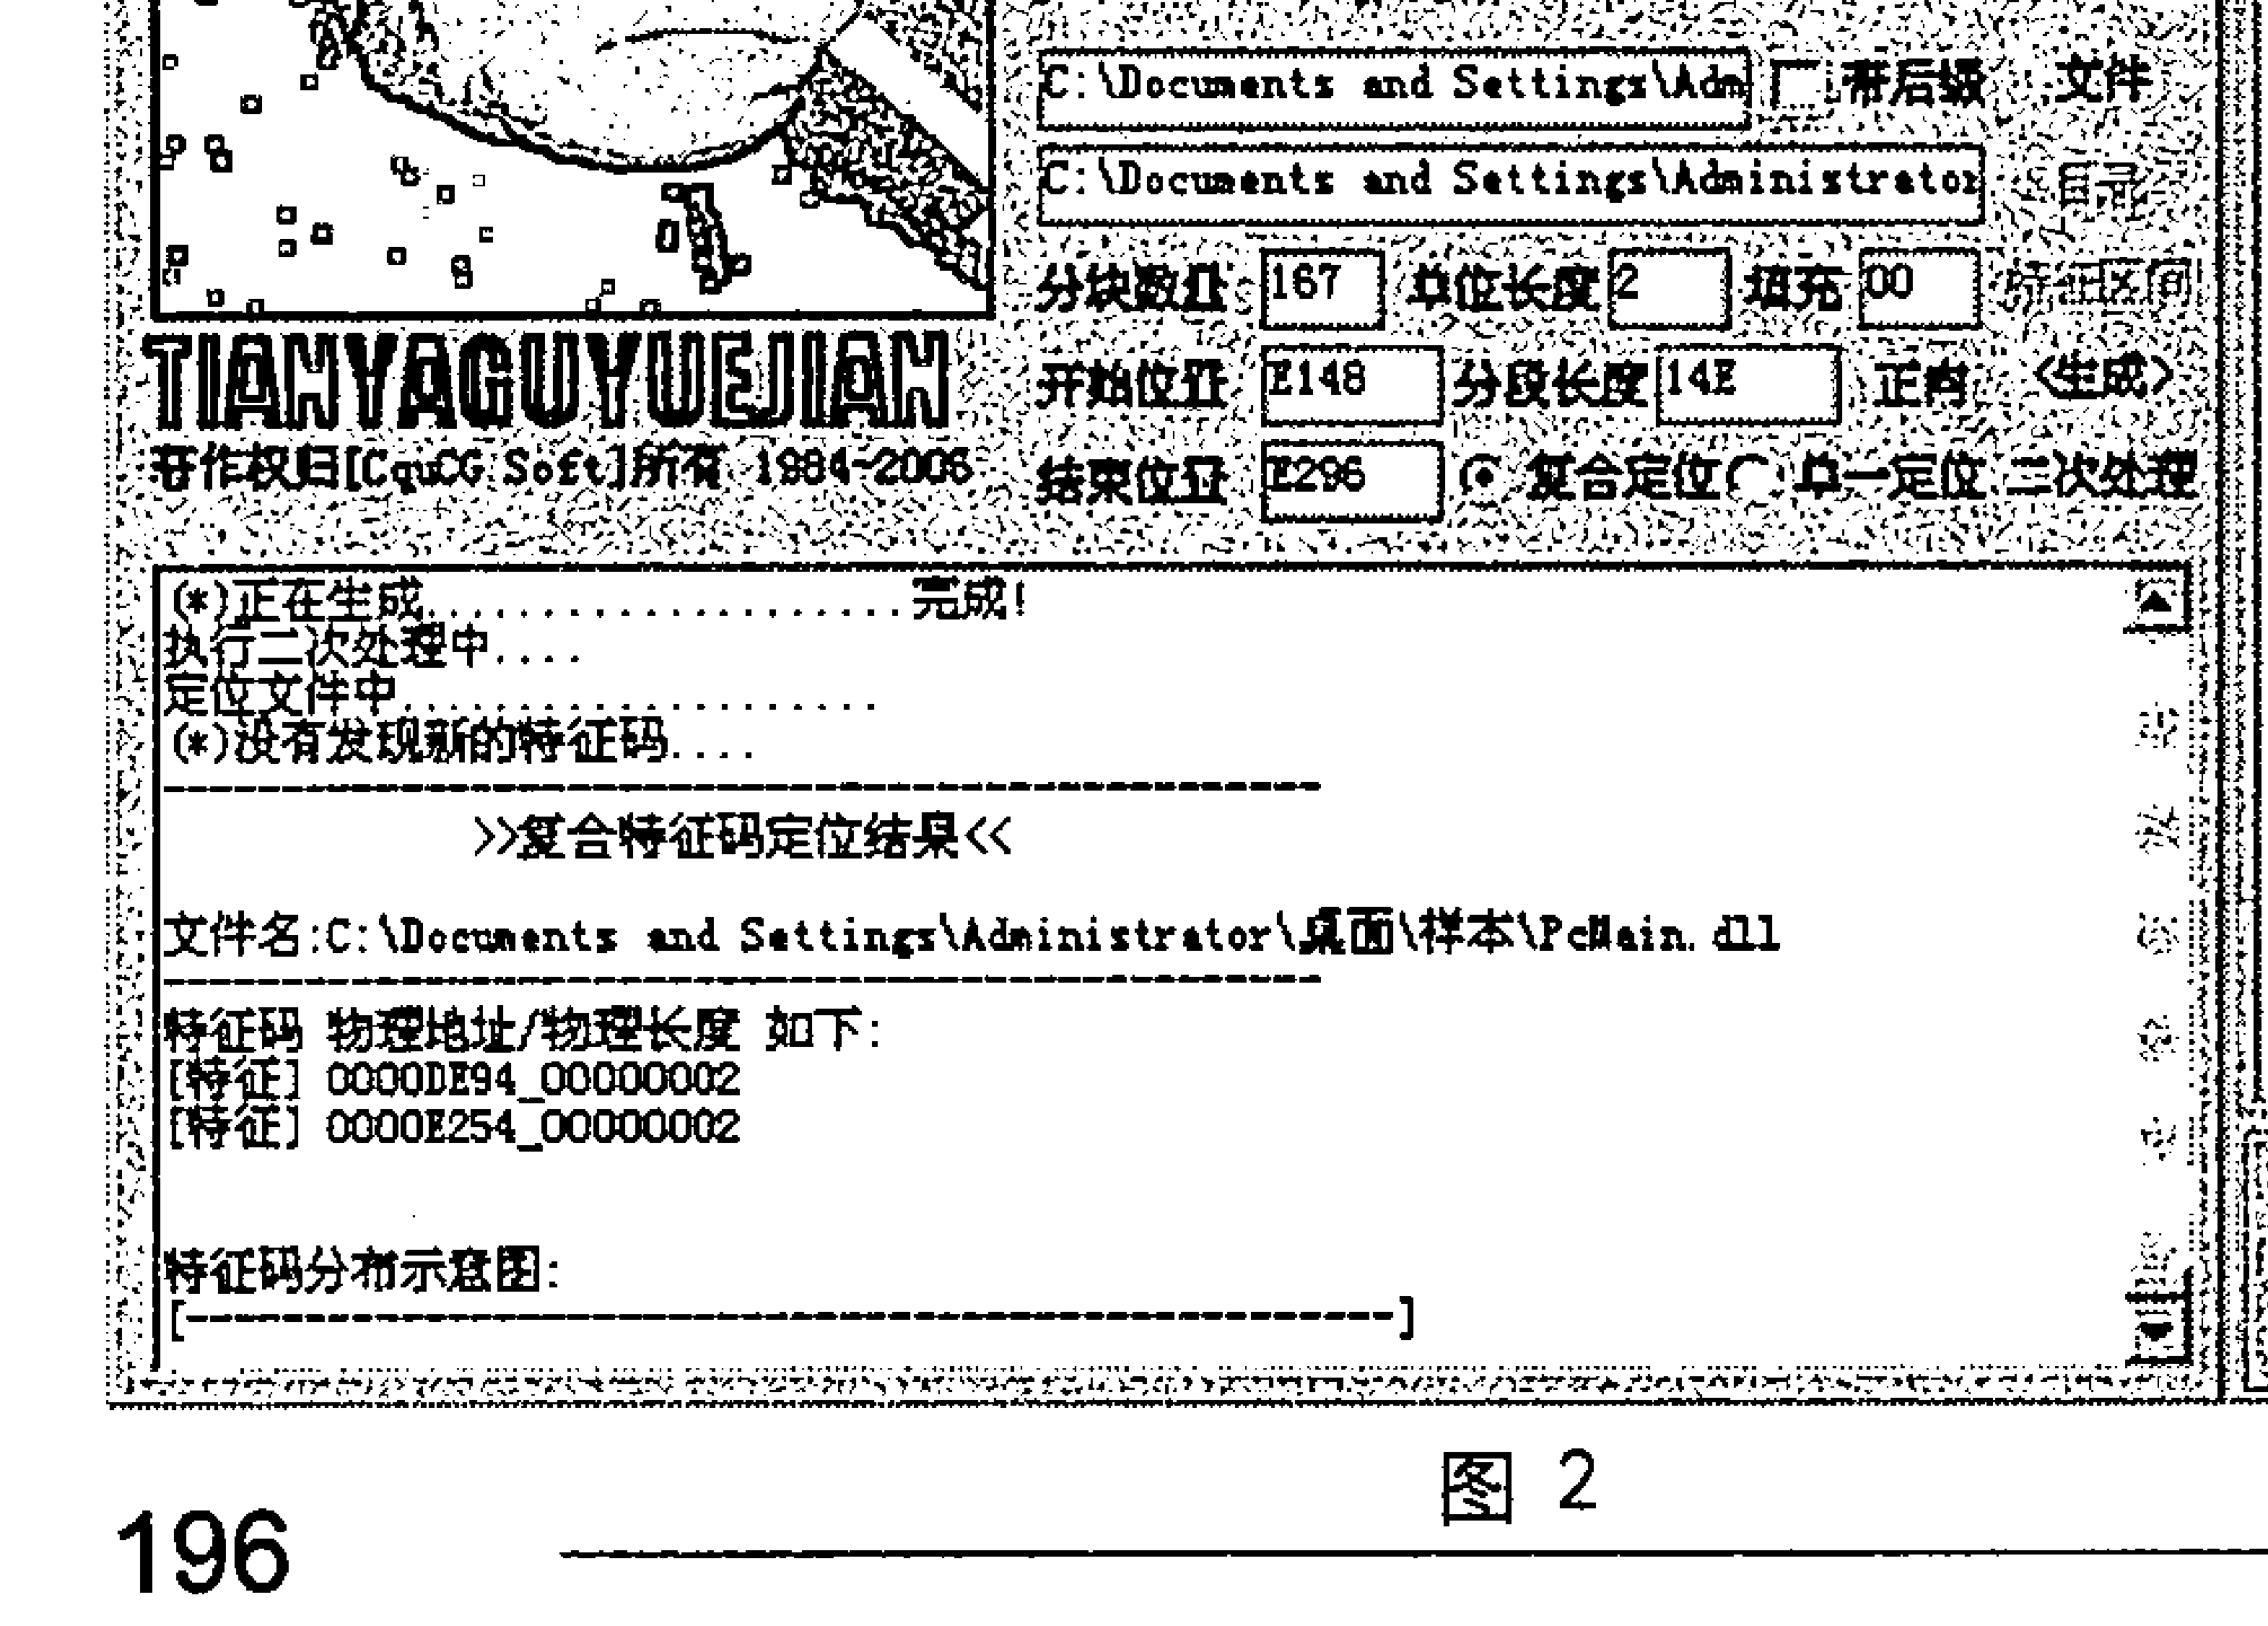 C:\Documents and Settings\Adm 带后缀 文件
C:\Documents and Settings\Administrator 目录
分块数量 167 单位长度 2 填充 00 特征区间
TIANYAGUYUEJIAN
开始位置 E148 分段长度 14E 正向 <生成>
著作权归[CquCG Soft]所有 1984-2006
结束位置 E296 复合定位 单一定位 二次处理
(*)正在生成.....................完成!
执行二次处理中....
定位文件中.....................
(*)没有发现新的特征码....
--------------------------------------------------
>>复合特征码定位结果<<
文件名:C:\Documents and Settings\Administrator\桌面\样本\PcMain.dll
--------------------------------------------------
特征码 物理地址/物理长度 如下:
[特征] 0000DE94_00000002
[特征] 0000E254_00000002
特征码分布示意图:
[--------------------------------------------------]
图 2
196